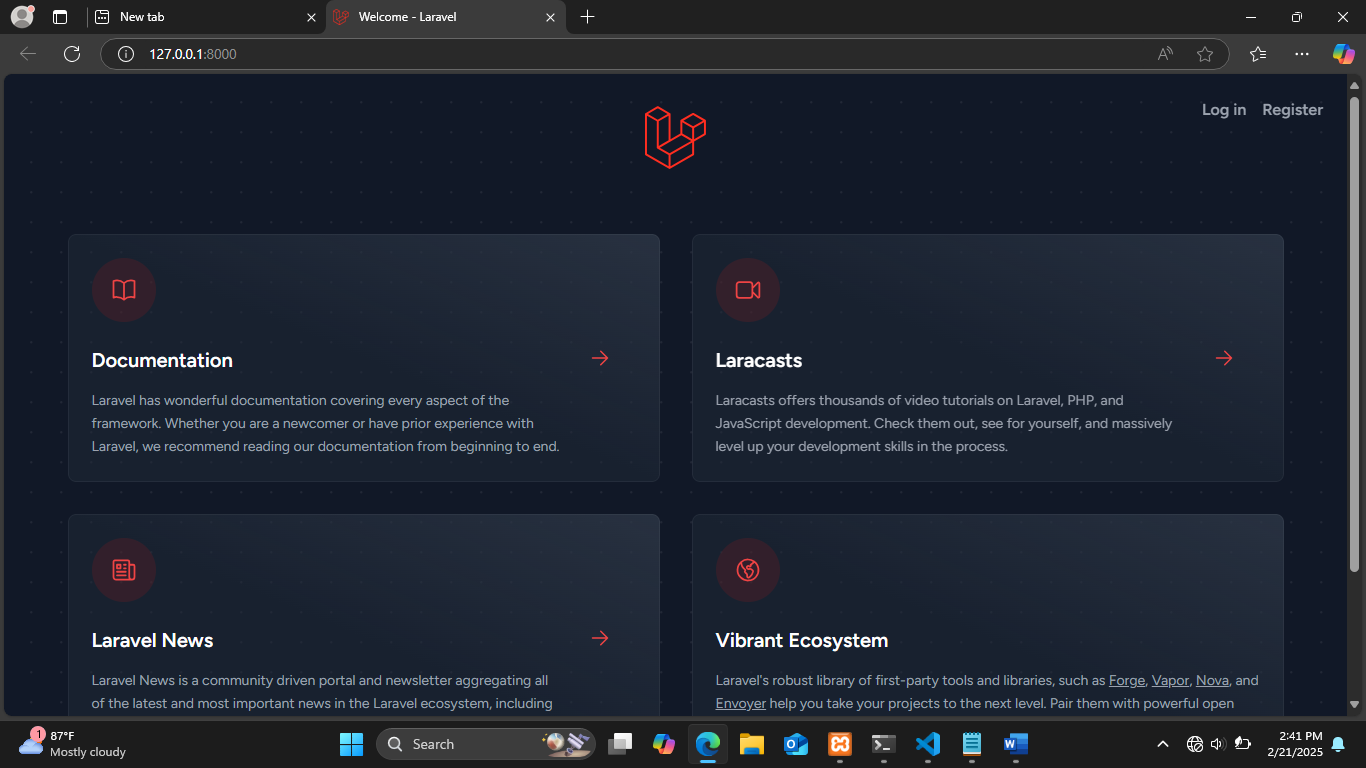 New tab
Welcome - Laravel
127.0.0.1:8000
Log in Register
Documentation
Laravel has wonderful documentation covering every aspect of the
framework. Whether you are a newcomer or have prior experience with
Laravel, we recommend reading our documentation from beginning to end.
Laracasts
Laracasts offers thousands of video tutorials on Laravel, PHP, and
JavaScript development. Check them out, see for yourself, and massively
level up your development skills in the process.
Laravel News
Laravel News is a community driven portal and newsletter aggregating all
of the latest and most important news in the Laravel ecosystem, including
Vibrant Ecosystem
Laravel's robust library of first-party tools and libraries, such as Forge, Vapor, Nova, and
Envoyer help you take your projects to the next level. Pair them with powerful open
1
87°F
Mostly cloudy
Search
2:41 PM
2/21/2025